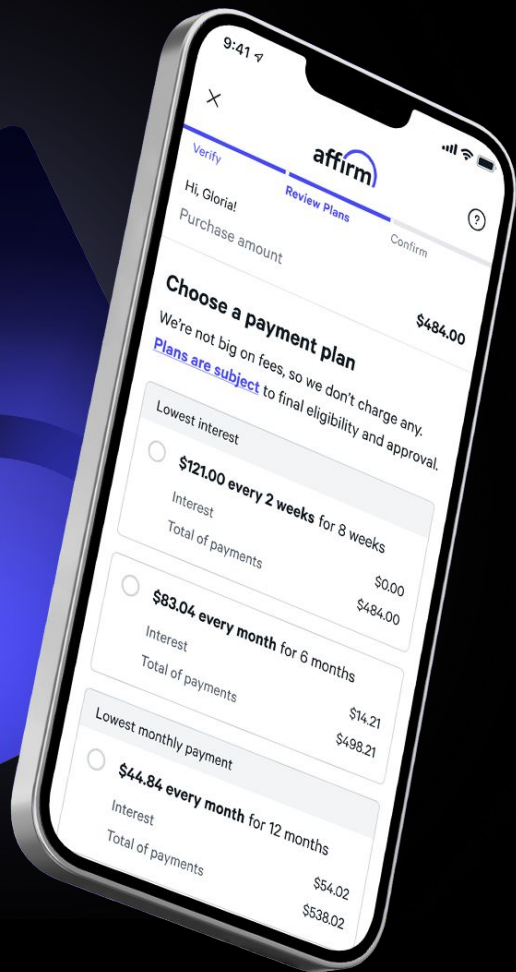 9:41
affirm
Verify
Review Plans
Confirm
Hi, Gloria!
Purchase amount
$484.00
Choose a payment plan
We're not big on fees, so we don't charge any.
Plans are subject to final eligibility and approval.
Lowest interest
$121.00 every 2 weeks for 8 weeks
Interest
$0.00
Total of payments
$484.00
$83.04 every month for 6 months
Interest
$14.21
Total of payments
$498.21
Lowest monthly payment
$44.84 every month for 12 months
Interest
$54.02
Total of payments
$538.02